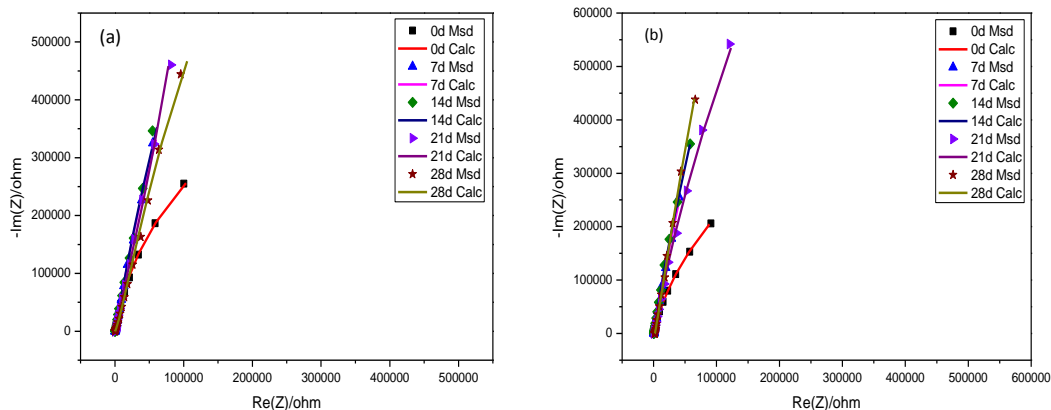 (a)
-Im(Z)/ohm
500000
400000
300000
200000
100000
0
0 100000 200000 300000 400000 500000
Re(Z)/ohm
0d Msd
0d Calc
7d Msd
7d Calc
14d Msd
14d Calc
21d Msd
21d Calc
28d Msd
28d Calc
(b)
-Im(Z)/ohm
600000
500000
400000
300000
200000
100000
0
0 100000 200000 300000 400000 500000 600000
Re(Z)/ohm
0d Msd
0d Calc
7d Msd
7d Calc
14d Msd
14d Calc
21d Msd
21d Calc
28d Msd
28d Calc